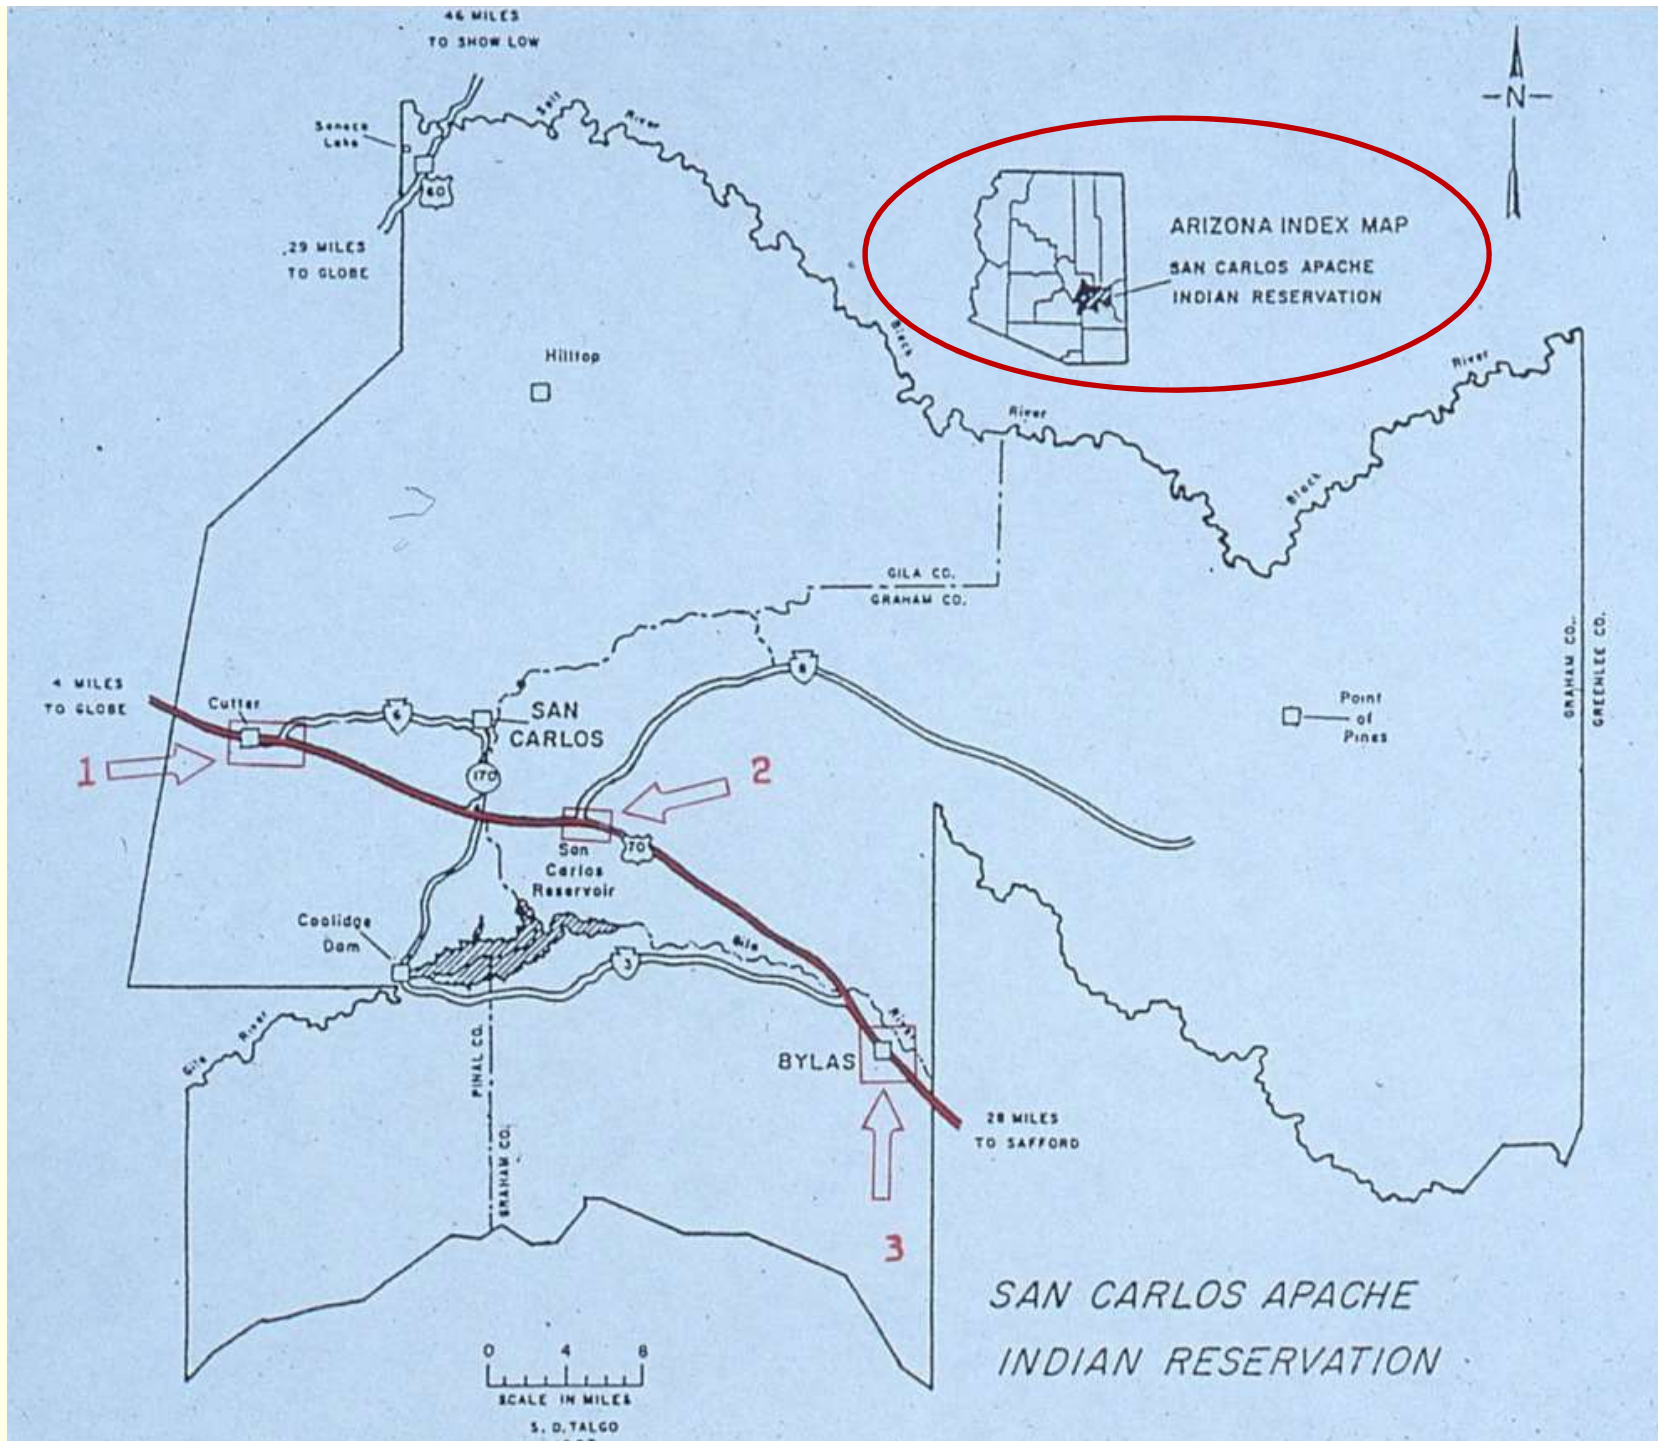 46 MILES
TO SHOW LOW
Seneca
Lake
Salt
River
60
29 MILES
TO GLOBE
N
ARIZONA INDEX MAP
SAN CARLOS APACHE
INDIAN RESERVATION
Hilltop
Black
River
River
Black
GILA CO.
GRAHAM CO.
GRAHAM CO.
GREENLEE CO.
4 MILES
TO GLOBE
Cutter
6
SAN
CARLOS
8
Point
of
Pines
1
170
2
San
Carlos
Reservoir
70
Coolidge
Dam
Gila
3
River
Gila River
PINAL CO.
GRAHAM CO.
BYLAS
28 MILES
TO SAFFORD
3
SAN CARLOS APACHE
INDIAN RESERVATION
0 4 8
SCALE IN MILES
S. D. TALGO